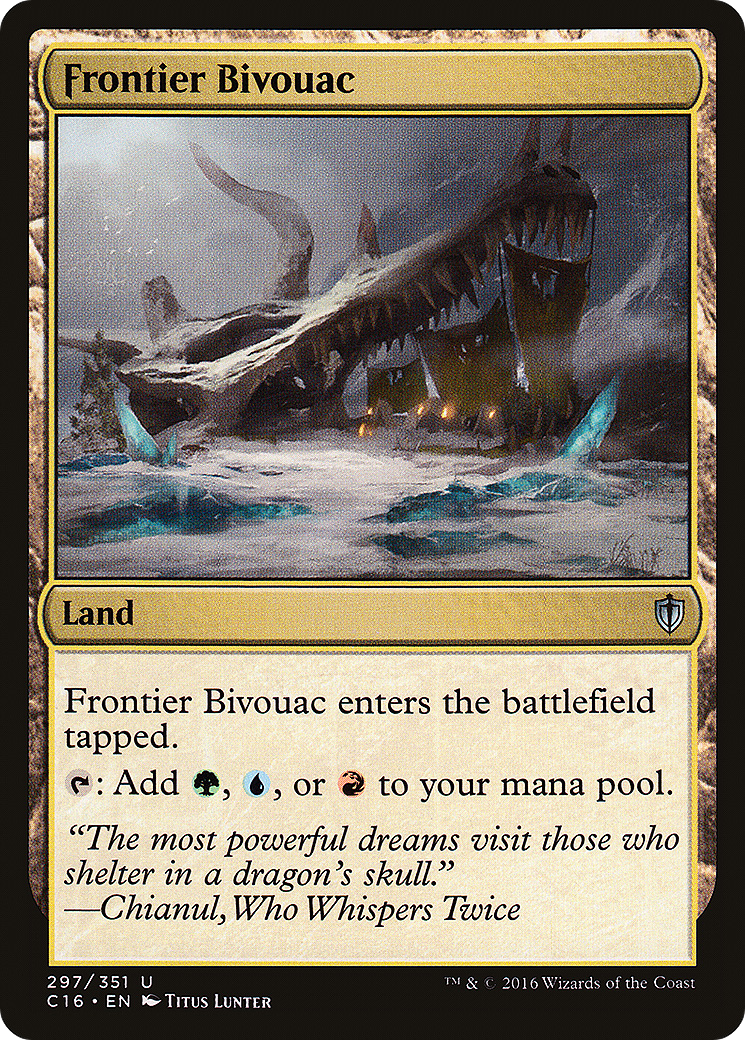 Frontier Bivouac
Land
Frontier Bivouac enters the battlefield
tapped.
: Add , , or to your mana pool.
“The most powerful dreams visit those who
shelter in a dragon’s skull.”
—Chianul, Who Whispers Twice
297/351 U
™ & © 2016 Wizards of the Coast
C16 • EN Titus Lunter